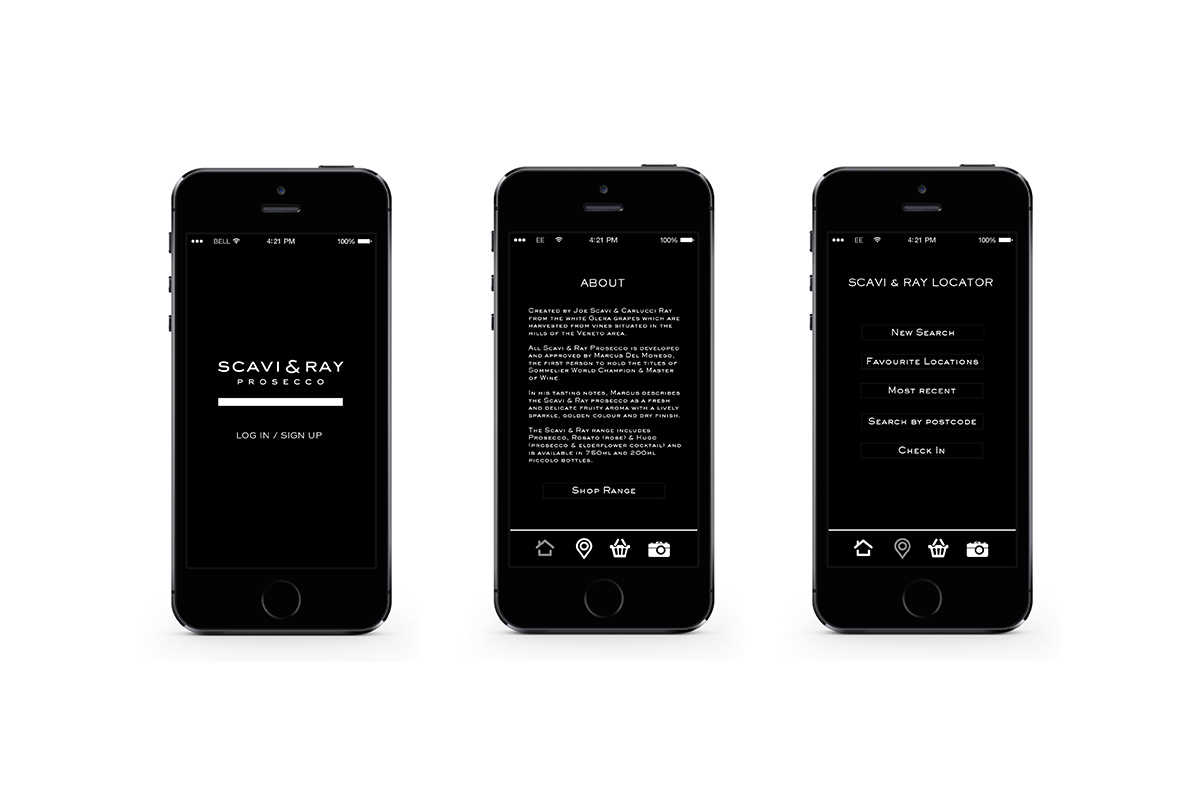 BELL 4:21 PM 100%
SCAVI & RAY
PROSECCO
LOG IN / SIGN UP
EE 4:21 PM 100%
ABOUT
Created by Joe Scavi & Carlucci Ray
from the white Glera grapes which are
harvested from vines situated in the
hills of the Veneto area.
All Scavi & Ray Prosecco is developed
and approved by Marcus Del Monego,
the first person to hold the titles of
Sommelier World Champion & Master
of Wine.
In his tasting notes, Marcus describes
the Scavi & Ray prosecco as a fresh
and delicate fruity aroma with a lively
sparkle, golden colour and dry finish.
The Scavi & Ray range includes
Prosecco, Rosato (rose) & Hugo
(prosecco & elderflower cocktail) and
is available in 750ml and 200ml
piccolo bottles.
Shop Range
EE 4:21 PM 100%
SCAVI & RAY LOCATOR
New Search
Favourite Locations
Most recent
Search by postcode
Check In